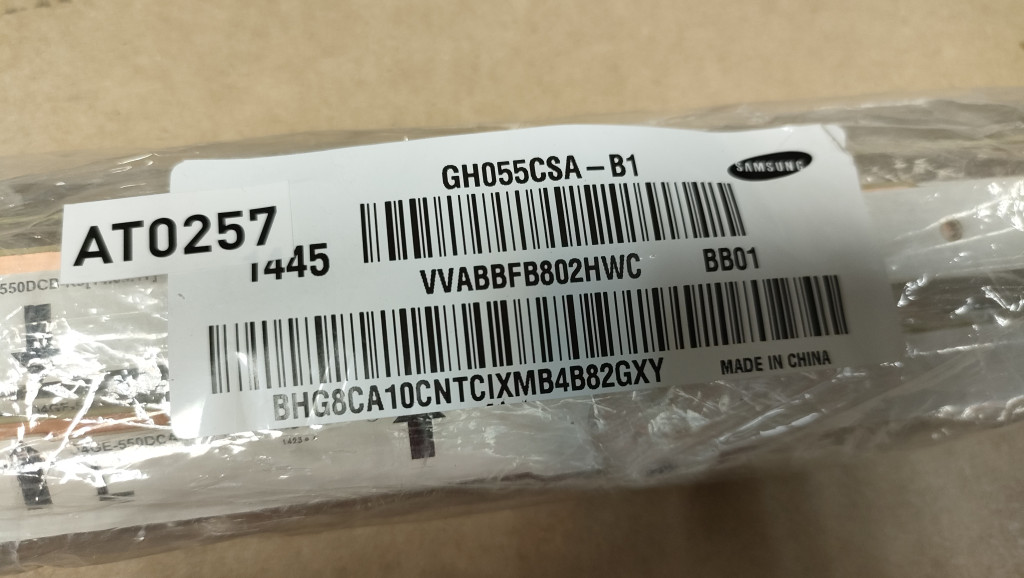 GH055CSA-B1
SAMSUNG
AT0257
1445
VVABBFB802HWC
BB01
BHG8CA10CNTCIXMB4B82GXY
MADE IN CHINA